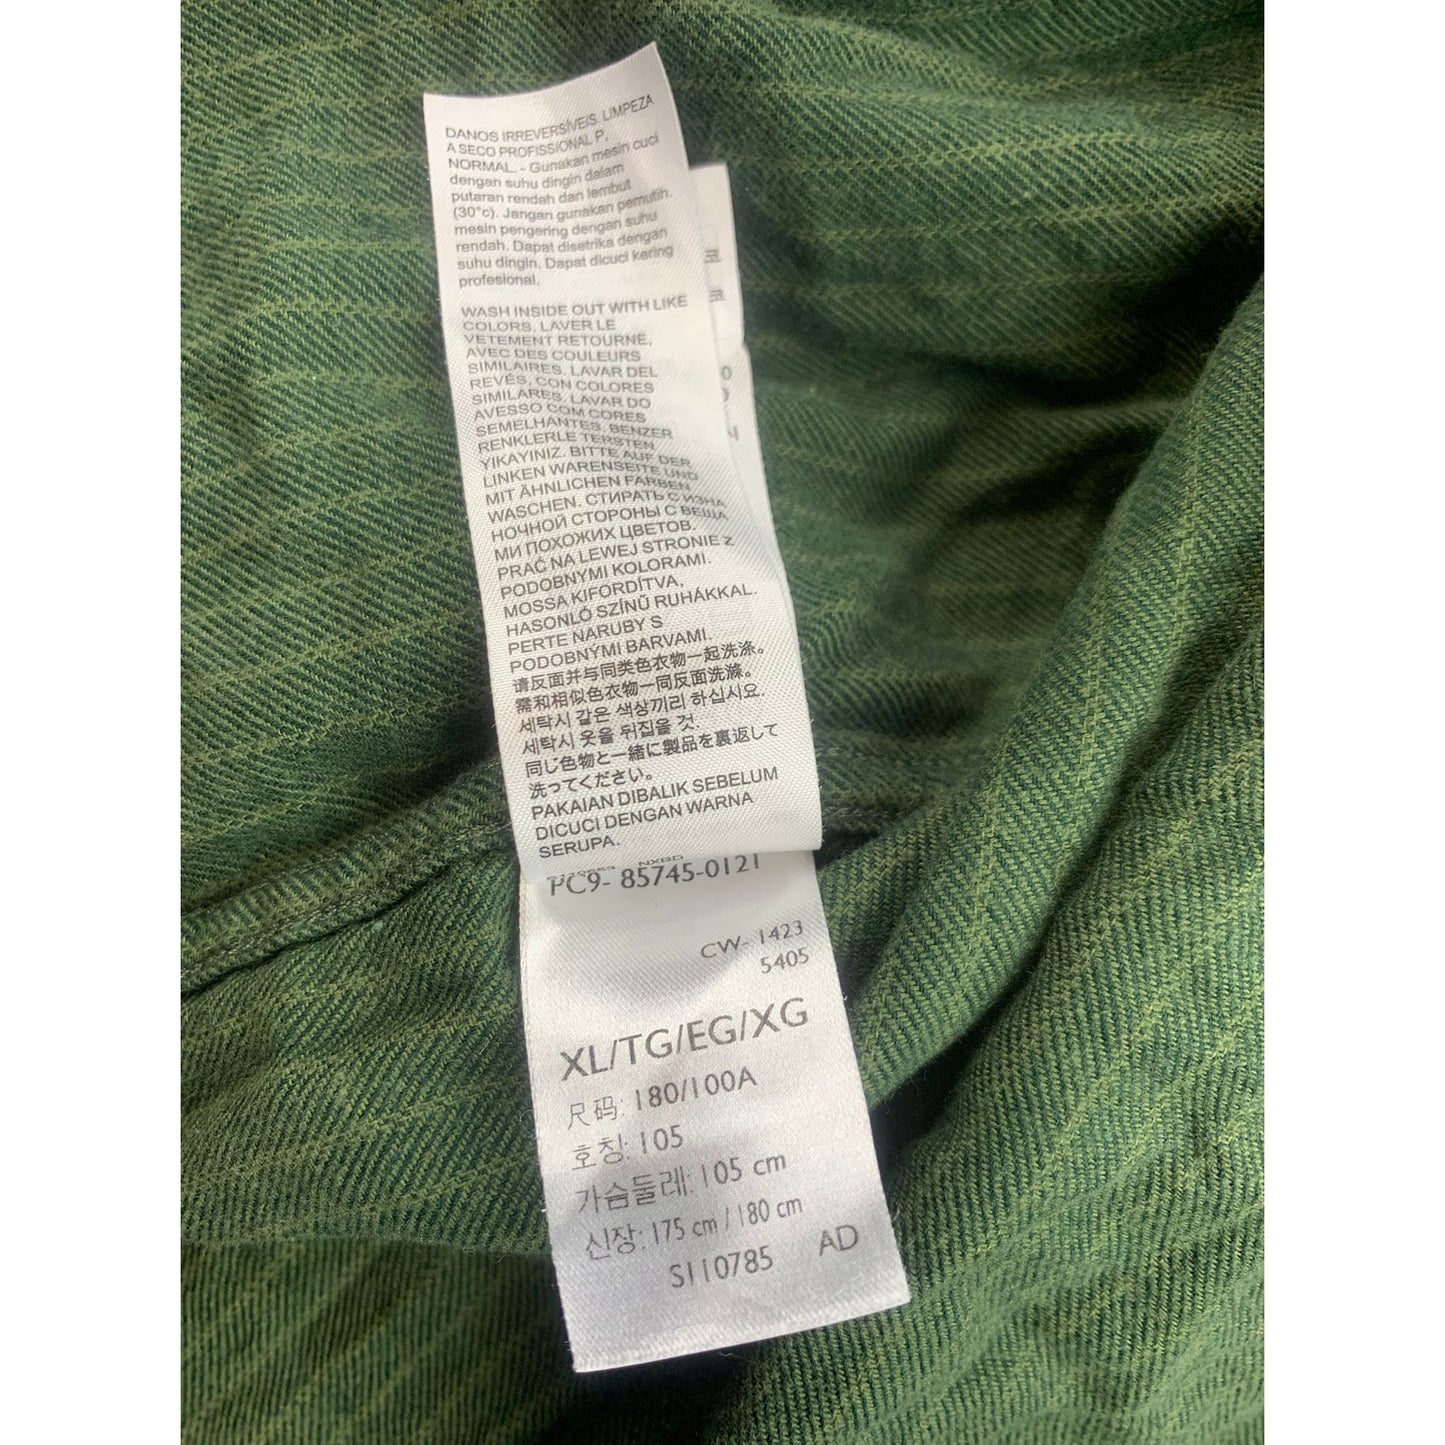 DANOS IRREVERSÍVEIS. LIMPEZA
A SECO PROFISSIONAL P,
NORMAL. - Gunakan mesin cuci
dengan suhu dingin dalam
putaran rendah dan lembut
(30°c). Jangan gunakan pemutih.
mesin pengering dengan suhu
rendah. Dapat disetrika dengan
suhu dingin. Dapat dicuci kering
profesional.
WASH INSIDE OUT WITH LIKE
COLORS. LAVER LE
VETEMENT RETOURNE,
AVEC DES COULEURS
SIMILAIRES. LAVAR DEL
REVÉS, CON COLORES
SIMILARES. LAVAR DO
AVESSO COM CORES
SEMELHANTES. BENZER
RENKLERLE TERSTEN
YIKAYINIZ. BITTE AUF DER
LINKEN WARENSEITE UND
MIT ÄHNLICHEN FARBEN
WASCHEN. СТИРАТЬ С ИЗНА
НОЧНОЙ СТОРОНЫ С ВЕЩА
МИ ПОХОЖИХ ЦВЕТОВ.
PRAĆ NA LEWEJ STRONIE z
PODOBNYMI KOLORAMI.
MOSSA KIFORDÍTVA,
HASONLÓ SZÍNŰ RUHÁKKAL.
PERTE NARUBY S
PODOBNYMI BARVAMI.
请反面并与同类色衣物一起洗涤。
需和相似色衣物一同反面洗滌。
세탁시 같은 색상끼리 하십시요.
세탁시 옷을 뒤집을 것.
同じ色物と一緒に製品を裏返して
洗ってください。
PAKAIAN DIBALIK SEBELUM
DICUCI DENGAN WARNA
SERUPA.
NXBD
PC9- 85745-0121
CW- 1423
5405
XL/TG/EG/XG
尺码: 180/100A
호칭: 105
가슴둘레: 105 cm
신장: 175 cm / 180 cm
S110785 AD